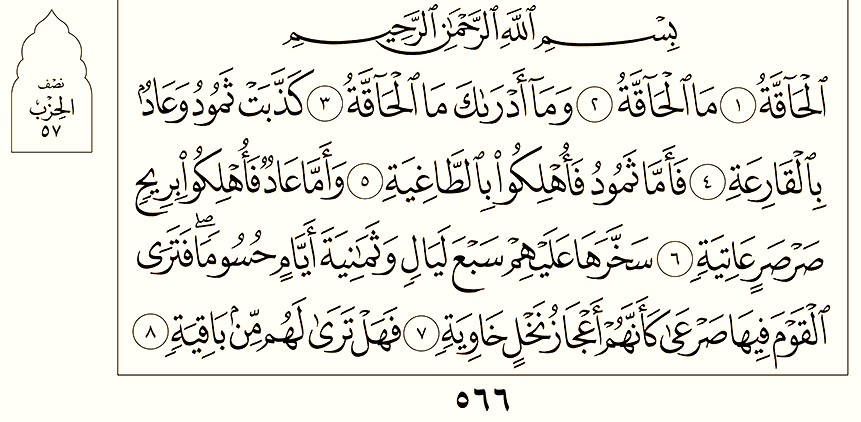 بِسْمِ ٱللَّهِ ٱلرَّحْمَٰنِ ٱلرَّحِيمِ
ٱلْحَآقَّةُ ١ مَا ٱلْحَآقَّةُ ٢ وَمَآ أَدْرَىٰكَ مَا ٱلْحَآقَّةُ ٣ كَذَّبَتْ ثَمُودُ وَعَادُۢ
بِٱلْقَارِعَةِ ٤ فَأَمَّا ثَمُودُ فَأُهْلِكُوا۟ بِٱلطَّاغِيَةِ ٥ وَأَمَّا عَادٌ فَأُهْلِكُوا۟ بِرِيحٍ
صَرْصَرٍ عَاتِيَةٍ ٦ سَخَّرَهَا عَلَيْهِمْ سَبْعَ لَيَالٍ وَثَمَٰنِيَةَ أَيَّامٍ حُسُومًاۖ فَتَرَى
ٱلْقَوْمَ فِيهَا صَرْعَىٰ كَأَنَّهُمْ أَعْجَازُ نَخْلٍ خَاوِيَةٍ ٧ فَهَلْ تَرَىٰ لَهُم مِّنۢ بَاقِيَةٍ ٨
نصف
الحِزْب
٥٧
٥٦٦